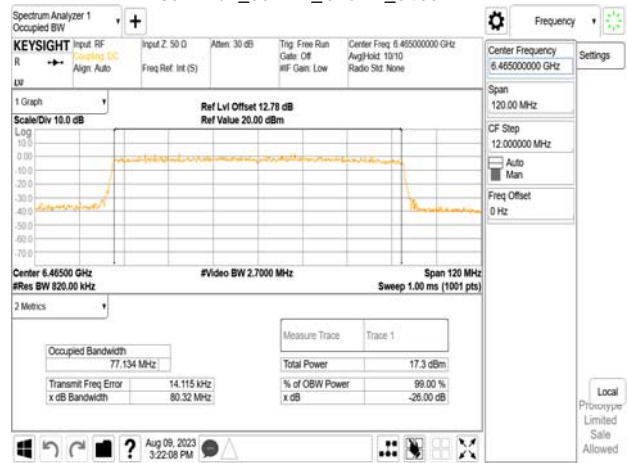 Spectrum Analyzer 1
Occupied BW
+
Frequency
KEYSIGHT
R
Input: RF
Coupling: DC
Align: Auto
Input Z: 50 Ω
Freq Ref: Int (S)
Atten: 30 dB
Trig: Free Run
Gate: Off
#IF Gain: Low
Center Freq: 6.465000000 GHz
Avg|Hold: 10/10
Radio Std: None
Center Frequency
6.465000000 GHz
Settings
Span
120.00 MHz
CF Step
12.000000 MHz
Auto
Man
Freq Offset
0 Hz
1 Graph
Scale/Div 10.0 dB
Ref Lvl Offset 12.78 dB
Ref Value 20.00 dBm
Log
10.0
0.00
-10.0
-20.0
-30.0
-40.0
-50.0
-60.0
-70.0
Center 6.46500 GHz
#Res BW 820.00 kHz
#Video BW 2.7000 MHz
Span 120 MHz
Sweep 1.00 ms (1001 pts)
2 Metrics
Measure Trace Trace 1
Occupied Bandwidth
77.134 MHz
Total Power 17.3 dBm
Transmit Freq Error 14.115 kHz
% of OBW Power 99.00 %
x dB Bandwidth 80.32 MHz
x dB -26.00 dB
Local
Prototype
Limited
Sale
Allowed
?
Aug 09, 2023
3:22:08 PM